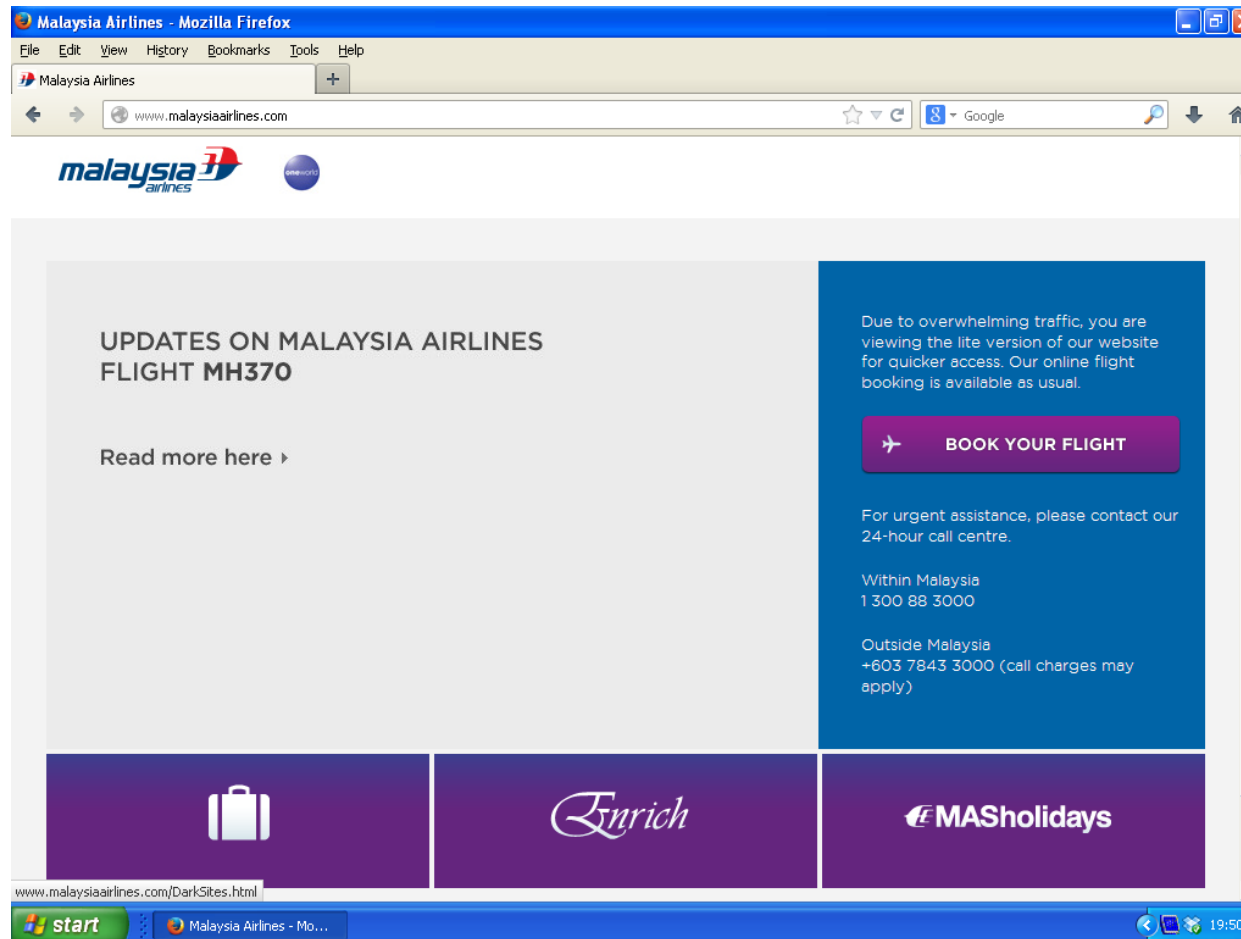 Malaysia Airlines - Mozilla Firefox
File Edit View History Bookmarks Tools Help
Malaysia Airlines
www.malaysiaairlines.com
Google
malaysia
airlines
oneworld
UPDATES ON MALAYSIA AIRLINES
FLIGHT MH370
Read more here
Due to overwhelming traffic, you are
viewing the lite version of our website
for quicker access. Our online flight
booking is available as usual.
BOOK YOUR FLIGHT
For urgent assistance, please contact our
24-hour call centre.
Within Malaysia
1 300 88 3000
Outside Malaysia
+603 7843 3000 (call charges may
apply)
Enrich
MASholidays
www.malaysiaairlines.com/DarkSites.html
start
Malaysia Airlines - Mo...
19:50